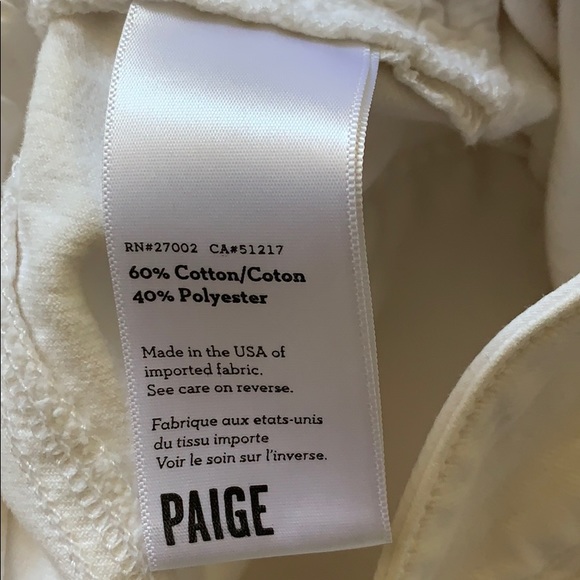 RN#27002 CA#51217
60% Cotton/Coton
40% Polyester
Made in the USA of
imported fabric.
See care on reverse.
Fabrique aux etats-unis
du tissu importe
Voir le soin sur l'inverse.
PAIGE